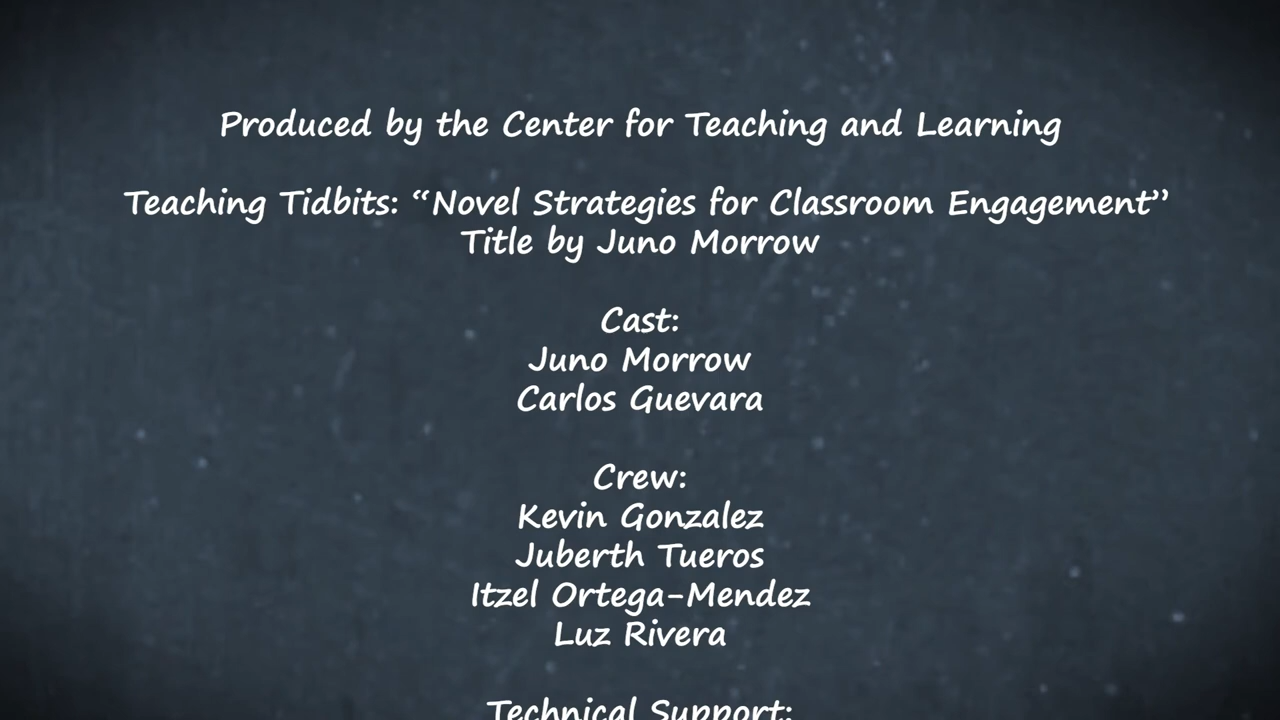 Produced by the Center for Teaching and Learning
Teaching Tidbits: “Novel Strategies for Classroom Engagement”
Title by Juno Morrow
Cast:
Juno Morrow
Carlos Guevara
Crew:
Kevin Gonzalez
Juberth Tueros
Itzel Ortega-Mendez
Luz Rivera
Technical Support: